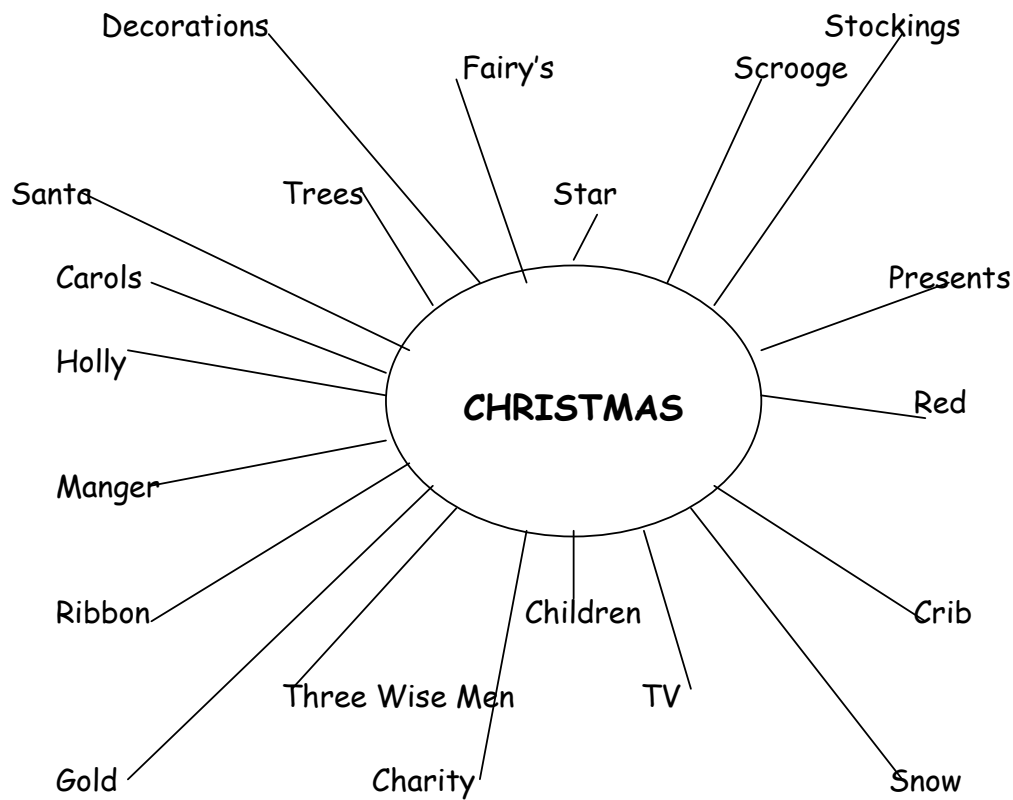 Decorations
Stockings
Fairy’s
Scrooge
Santa
Trees
Star
Carols
Presents
Holly
CHRISTMAS
Red
Manger
Ribbon
Children
Crib
Three Wise Men
TV
Gold
Charity
Snow